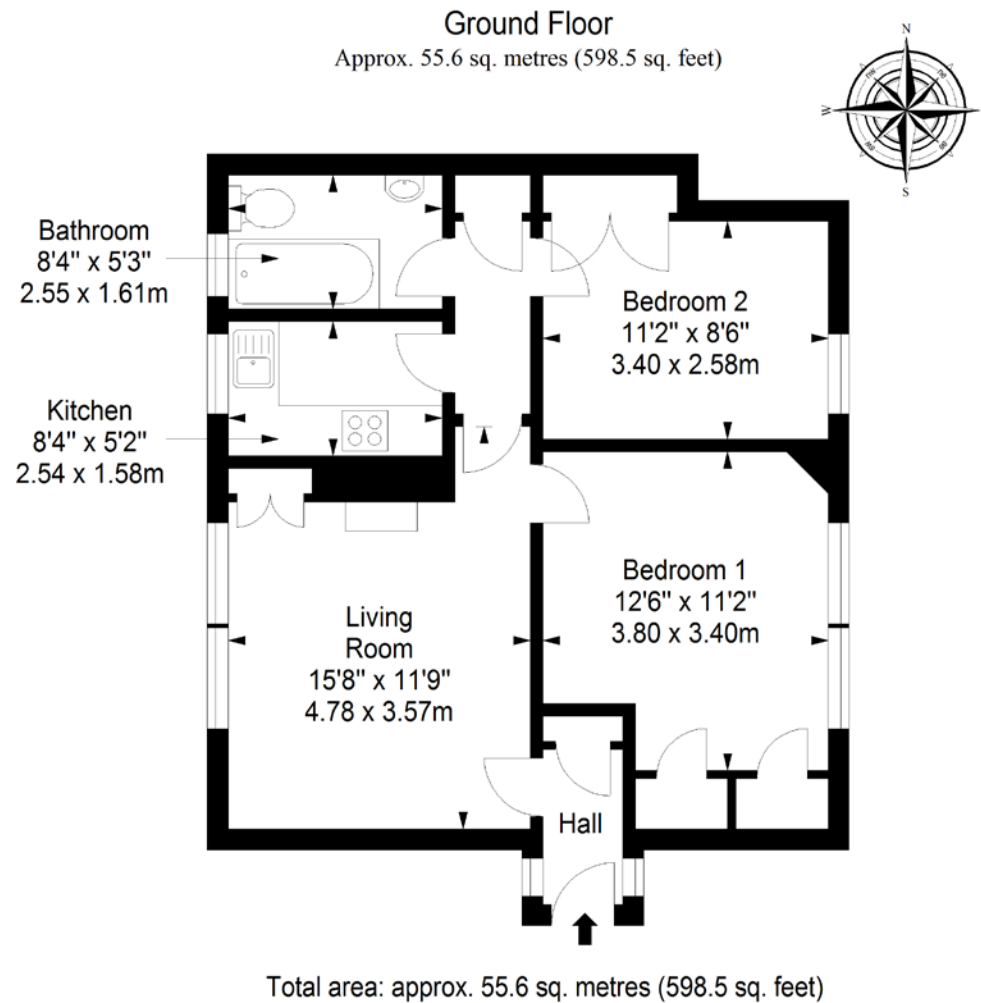 Ground Floor
Approx. 55.6 sq. metres (598.5 sq. feet)
N
W
S
Bathroom
8'4" x 5'3"
2.55 x 1.61m
Bedroom 2
11'2" x 8'6"
3.40 x 2.58m
Kitchen
8'4" x 5'2"
2.54 x 1.58m
Bedroom 1
12'6" x 11'2"
3.80 x 3.40m
Living
Room
15'8" x 11'9"
4.78 x 3.57m
Hall
Total area: approx. 55.6 sq. metres (598.5 sq. feet)